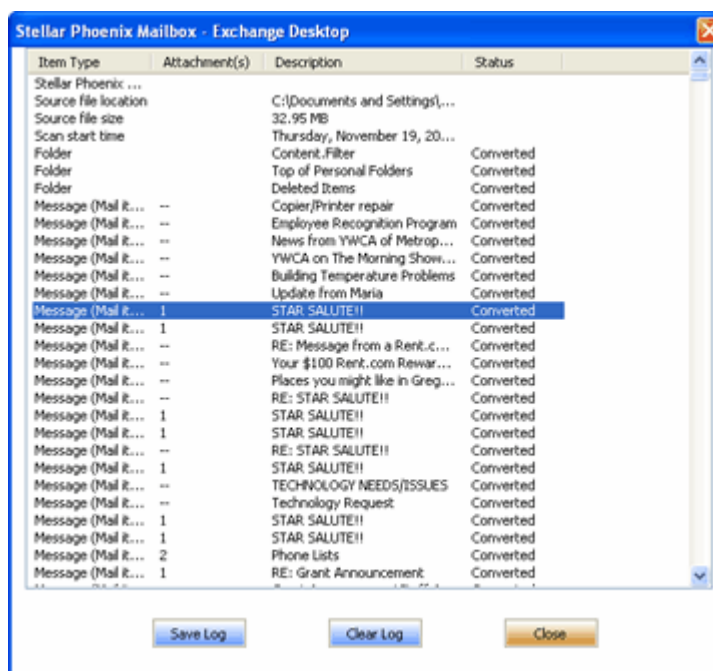 Stellar Phoenix Mailbox - Exchange Desktop
Item Type Attachment(s) Description Status
Stellar Phoenix ...
Source file location C:\Documents and Settings\,...
Source file size 32.95 MB
Scan start time Thursday, November 19, 20...
Folder Content.Filter Converted
Folder Top of Personal Folders Converted
Folder Deleted Items Converted
Message (Mail it... -- Copier/Printer repair Converted
Message (Mail it... -- Employee Recognition Program Converted
Message (Mail it... -- News from YWCA of Metrop... Converted
Message (Mail it... -- YWCA on The Morning Show... Converted
Message (Mail it... -- Building Temperature Problems Converted
Message (Mail it... -- Update from Maria Converted
Message (Mail it... 1 STAR SALUTE!! Converted
Message (Mail it... 1 STAR SALUTE!! Converted
Message (Mail it... -- RE: Message from a Rent.c... Converted
Message (Mail it... -- Your $100 Rent.com Rewar... Converted
Message (Mail it... -- Places you might like in Greg... Converted
Message (Mail it... -- RE: STAR SALUTE!! Converted
Message (Mail it... 1 STAR SALUTE!! Converted
Message (Mail it... 1 STAR SALUTE!! Converted
Message (Mail it... -- RE: STAR SALUTE!! Converted
Message (Mail it... 1 STAR SALUTE!! Converted
Message (Mail it... -- TECHNOLOGY NEEDS/ISSUES Converted
Message (Mail it... -- Technology Request Converted
Message (Mail it... 1 STAR SALUTE!! Converted
Message (Mail it... 1 STAR SALUTE!! Converted
Message (Mail it... 2 Phone Lists Converted
Message (Mail it... 1 RE: Grant Announcement Converted
Save Log Clear Log Close